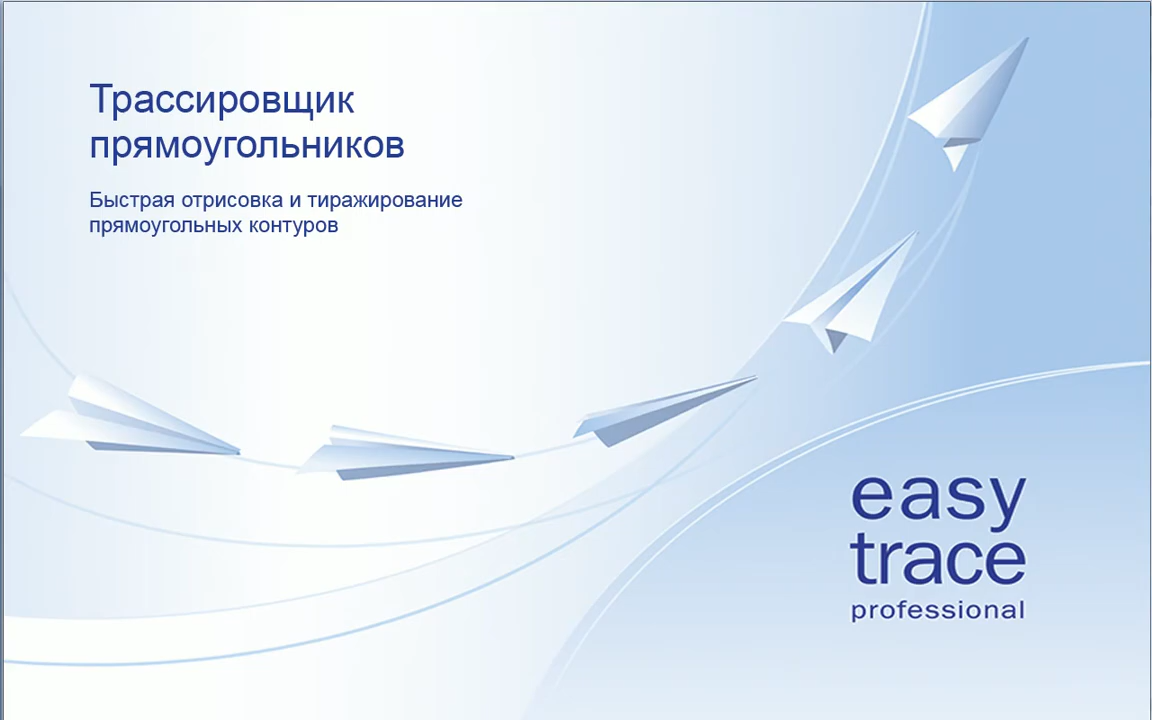 Трассировщик
прямоугольников
Быстрая отрисовка и тиражирование
прямоугольных контуров
easy
trace
professional